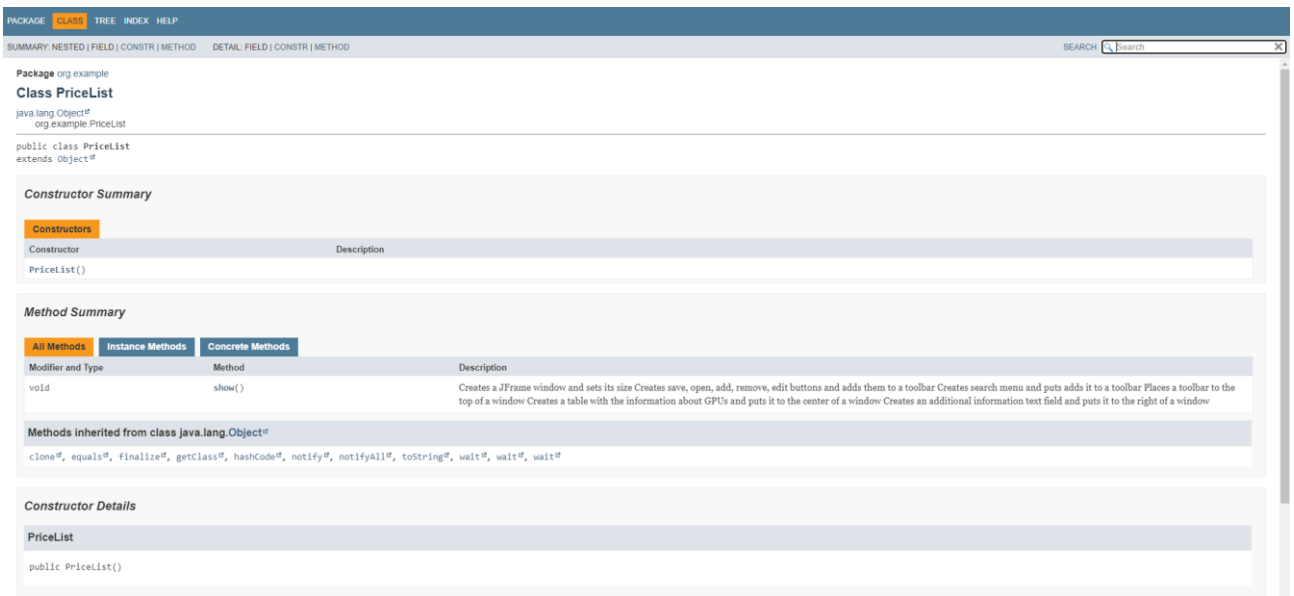 PACKAGE CLASS TREE INDEX HELP
SUMMARY: NESTED | FIELD | CONSTR | METHOD DETAIL: FIELD | CONSTR | METHOD SEARCH Search X
Package org.example
Class PriceList
java.lang.Object
org.example.PriceList
public class PriceList
extends Object
Constructor Summary
Constructors
Constructor Description
PriceList()
Method Summary
All Methods Instance Methods Concrete Methods
Modifier and Type Method Description
void show() Creates a JFrame window and sets its size Creates save, open, add, remove, edit buttons and adds them to a toolbar Creates search menu and puts adds it to a toolbar Places a toolbar to the
top of a window Creates a table with the information about GPUs and puts it to the center of a window Creates an additional information text field and puts it to the right of a window
Methods inherited from class java.lang.Object
clone, equals, finalize, getClass, hashCode, notify, notifyAll, toString, wait, wait, wait
Constructor Details
PriceList
public PriceList()